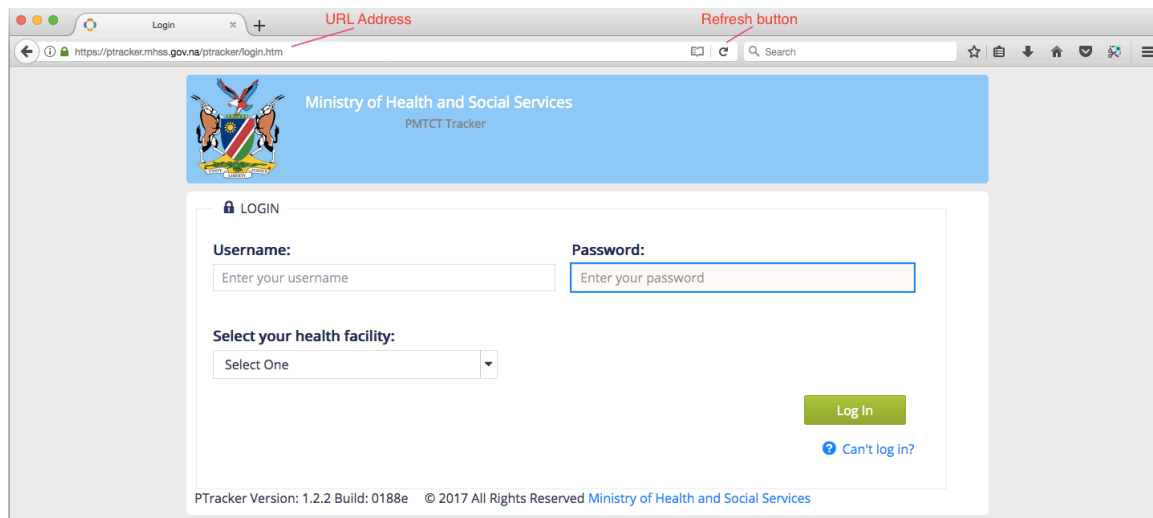 Login
URL Address
Refresh button
https://ptracker.mhss.gov.na/ptracker/login.htm
Search
Ministry of Health and Social Services
PMTCT Tracker
UNITY LIBERTY JUSTICE
LOGIN
Username:
Password:
Enter your username
Enter your password
Select your health facility:
Select One
Log In
Can't log in?
PTracker Version: 1.2.2 Build: 0188e © 2017 All Rights Reserved Ministry of Health and Social Services